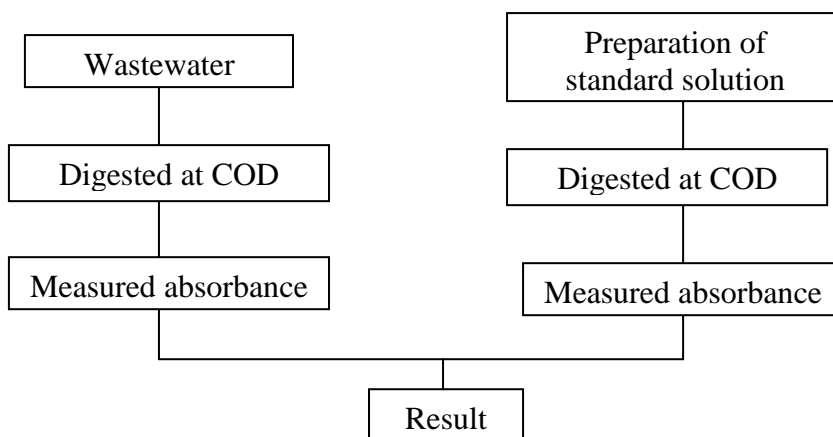 Wastewater
Digested at COD
Measured absorbance
Preparation of
standard solution
Digested at COD
Measured absorbance
Result